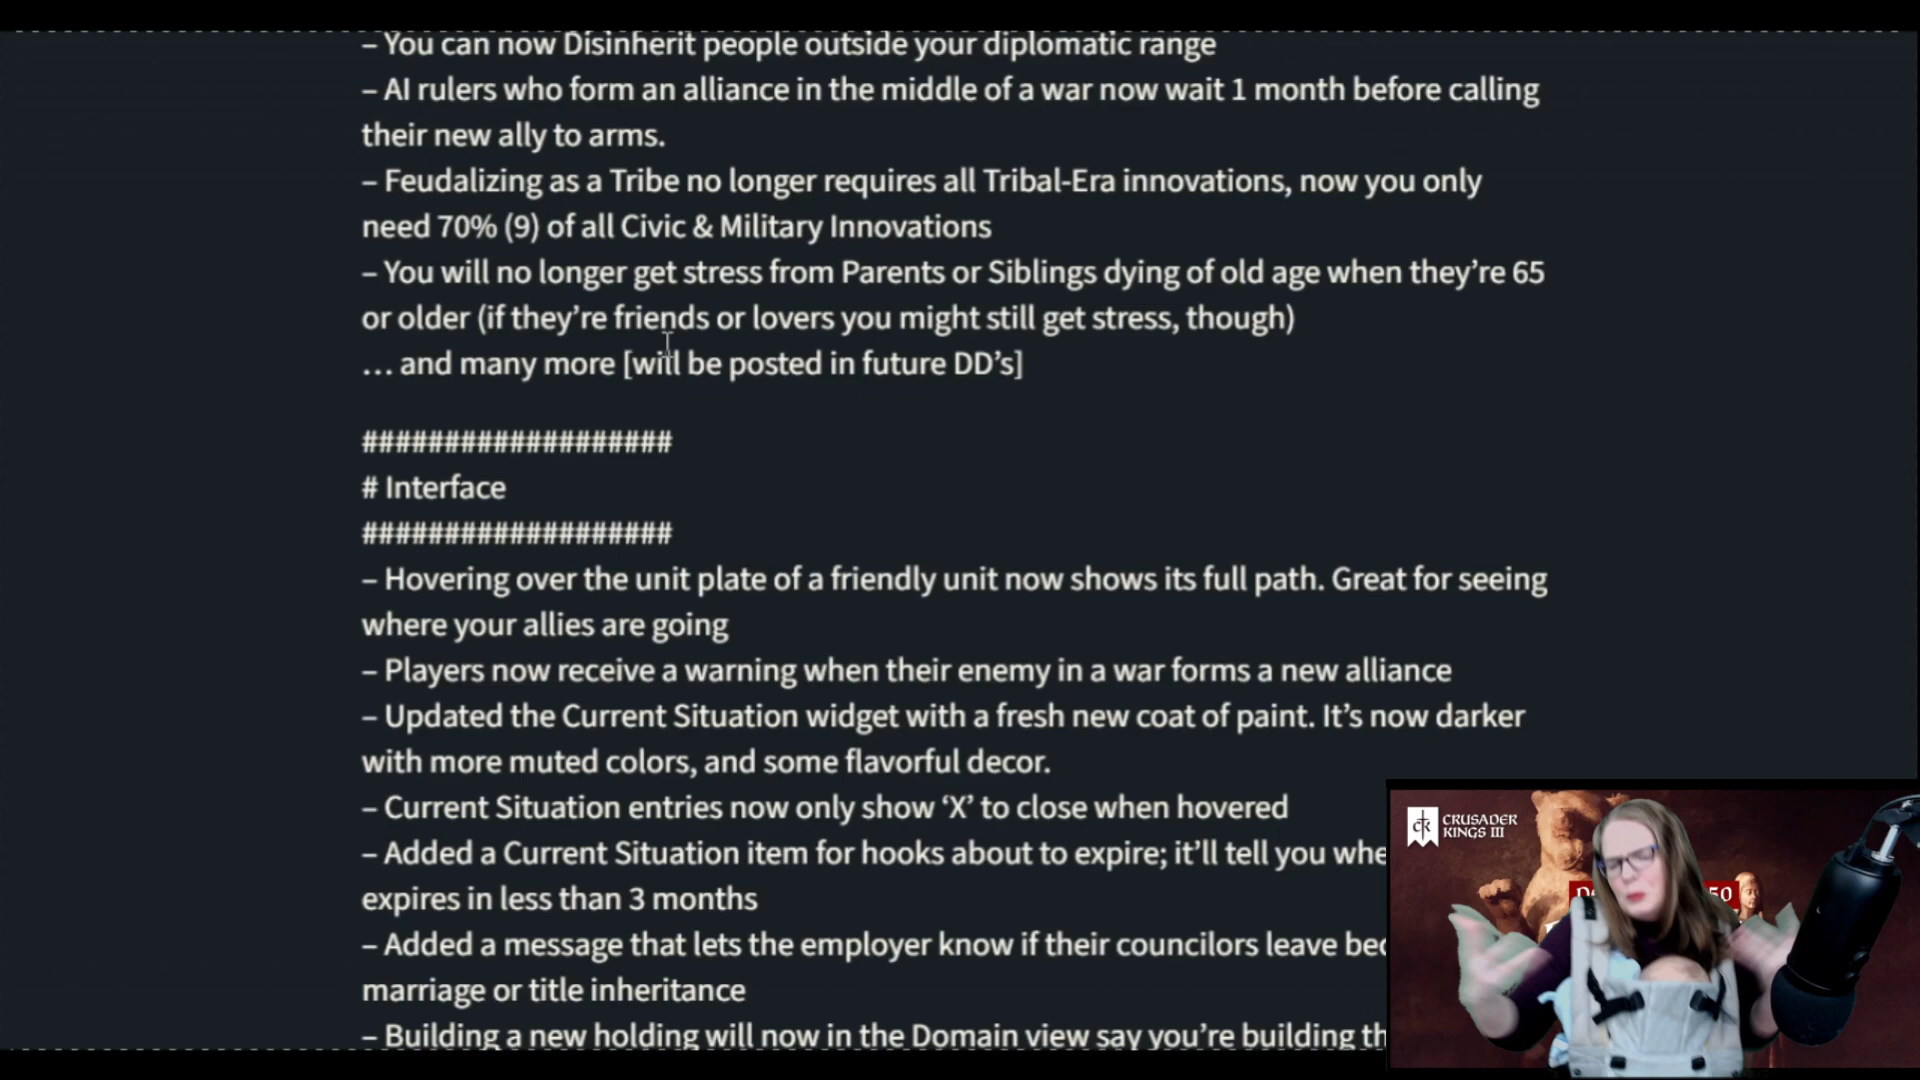 – You can now Disinherit people outside your diplomatic range
– AI rulers who form an alliance in the middle of a war now wait 1 month before calling
their new ally to arms.
– Feudalizing as a Tribe no longer requires all Tribal-Era innovations, now you only
need 70% (9) of all Civic & Military Innovations
– You will no longer get stress from Parents or Siblings dying of old age when they’re 65
or older (if they’re friends or lovers you might still get stress, though)
… and many more [will be posted in future DD’s]
###################
# Interface
###################
– Hovering over the unit plate of a friendly unit now shows its full path. Great for seeing
where your allies are going
– Players now receive a warning when their enemy in a war forms a new alliance
– Updated the Current Situation widget with a fresh new coat of paint. It’s now darker
with more muted colors, and some flavorful decor.
– Current Situation entries now only show ‘X’ to close when hovered
– Added a Current Situation item for hooks about to expire; it’ll tell you
expires in less than 3 months
– Added a message that lets the employer know if their councilors leave
marriage or title inheritance
– Building a new holding will now in the Domain view say you’re building
CRUSADER
KINGS III
50